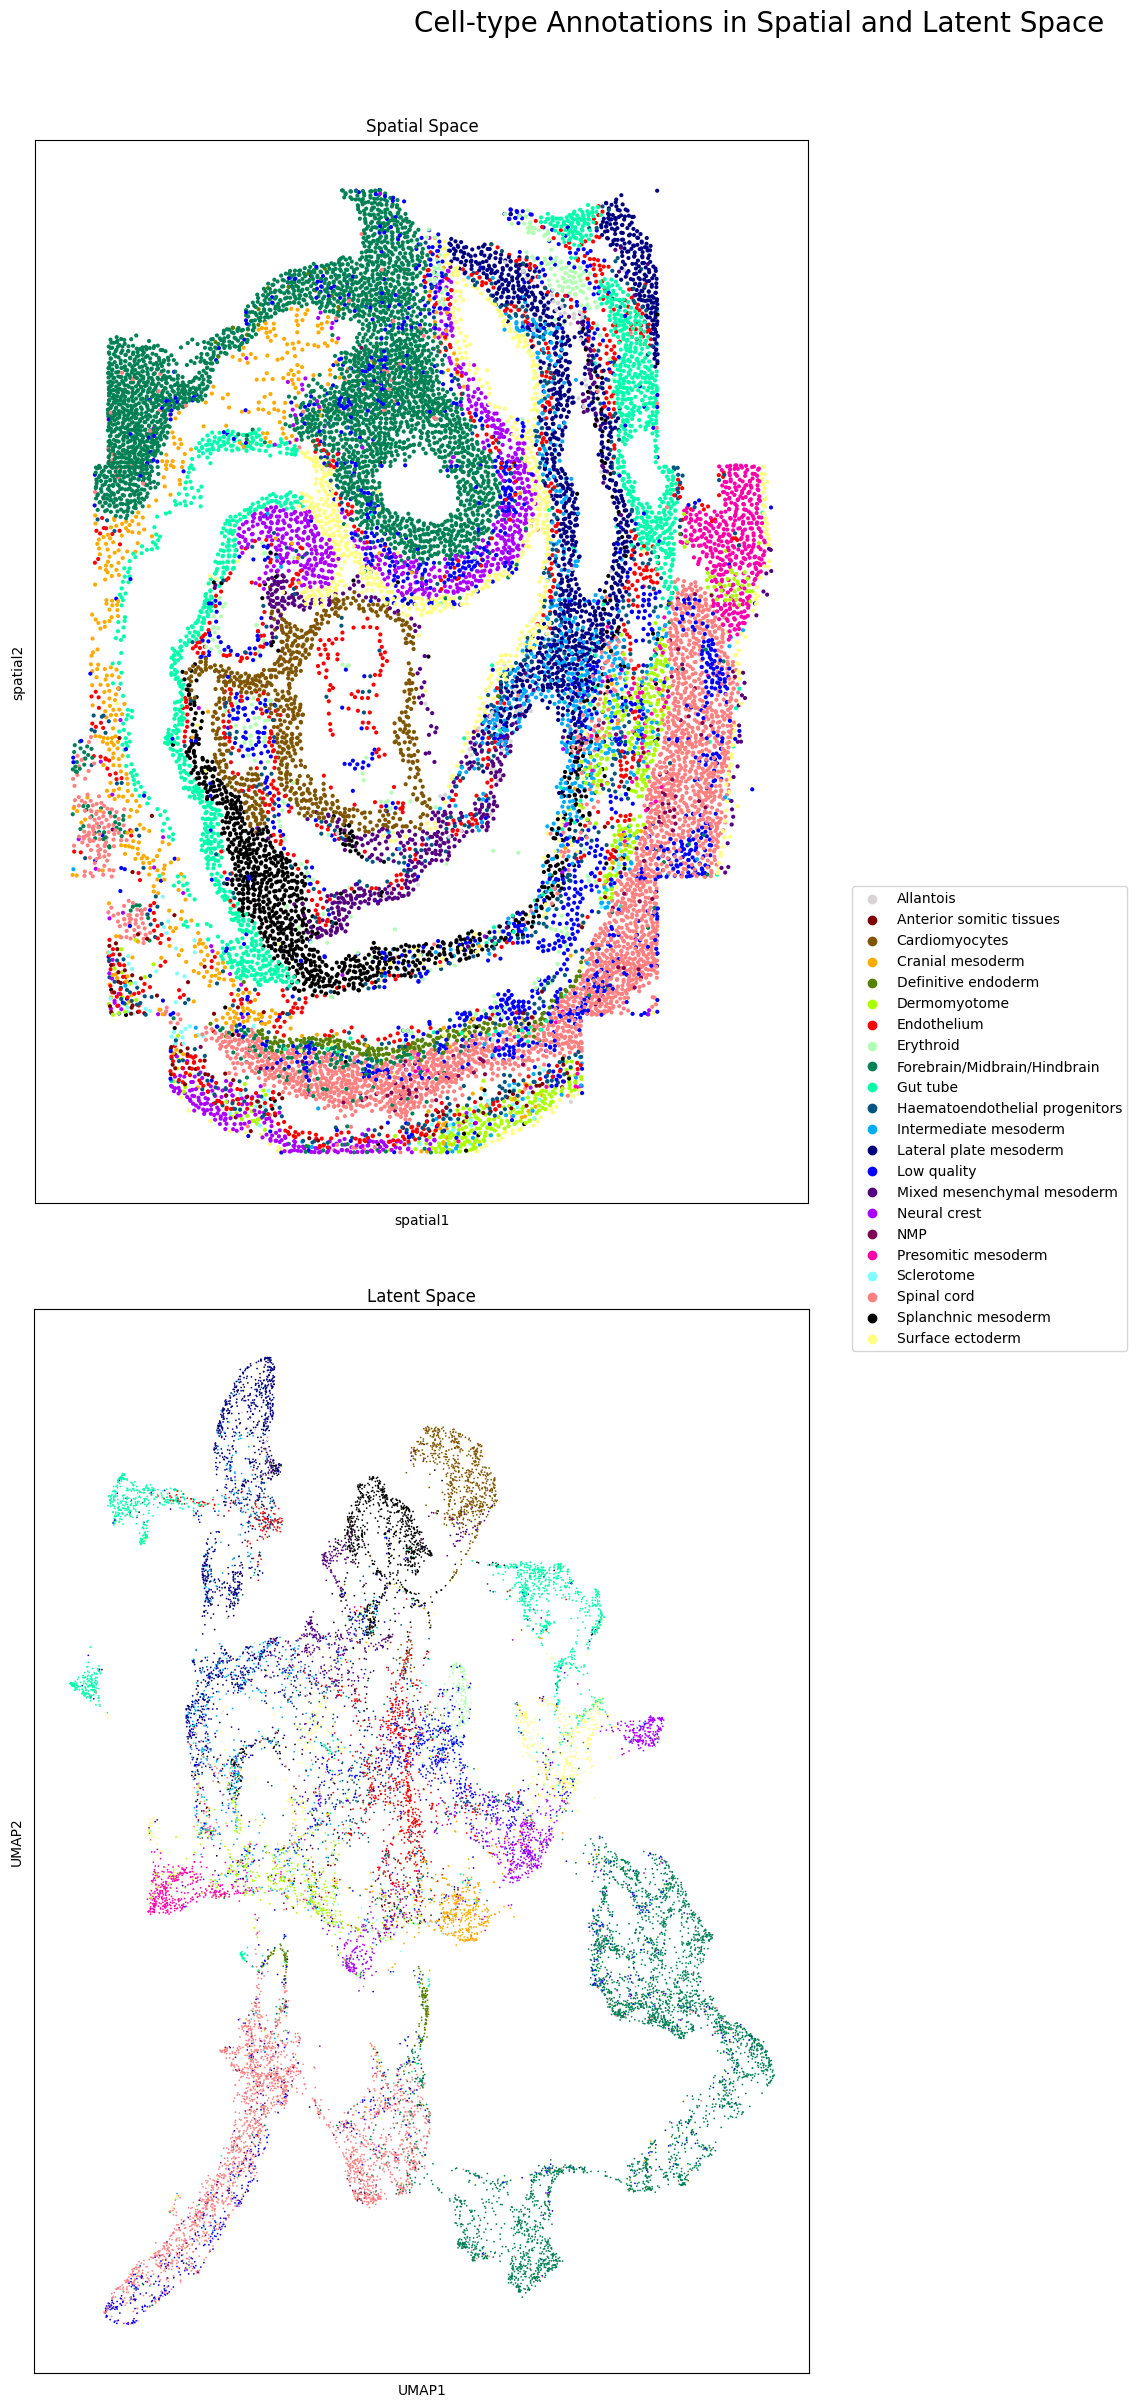 Cell-type Annotations in Spatial and Latent Space
Spatial Space
spatial2
spatial1
Allantois
Anterior somitic tissues
Cardiomyocytes
Cranial mesoderm
Definitive endoderm
Dermomyotome
Endothelium
Erythroid
Forebrain/Midbrain/Hindbrain
Gut tube
Haematoendothelial progenitors
Intermediate mesoderm
Lateral plate mesoderm
Low quality
Mixed mesenchymal mesoderm
Neural crest
NMP
Presomitic mesoderm
Sclerotome
Spinal cord
Splanchnic mesoderm
Surface ectoderm
Latent Space
UMAP2
UMAP1